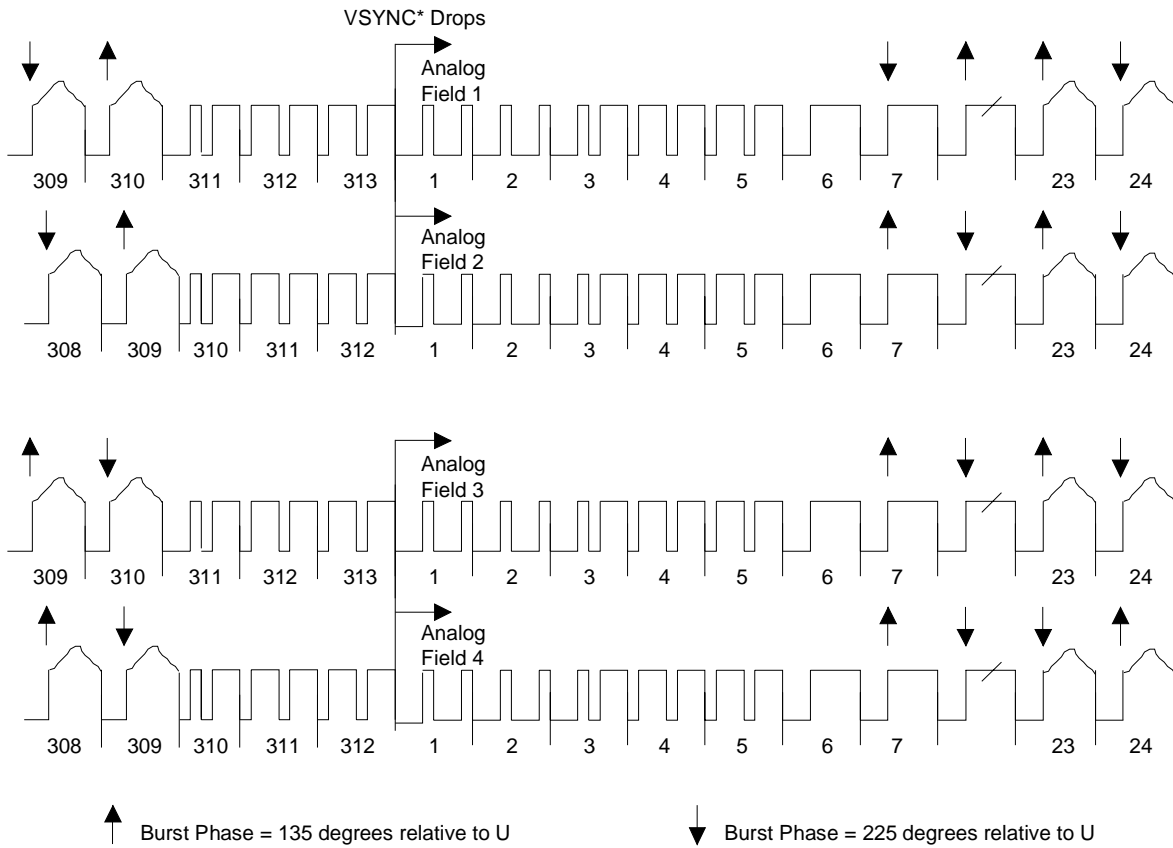 VSYNC* Drops
Analog
Field 1
309 310 311 312 313 1 2 3 4 5 6 7 23 24
Analog
Field 2
308 309 310 311 312 1 2 3 4 5 6 7 23 24
Analog
Field 3
309 310 311 312 313 1 2 3 4 5 6 7 23 24
Analog
Field 4
308 309 310 311 312 1 2 3 4 5 6 7 23 24
Burst Phase = 135 degrees relative to U Burst Phase = 225 degrees relative to U